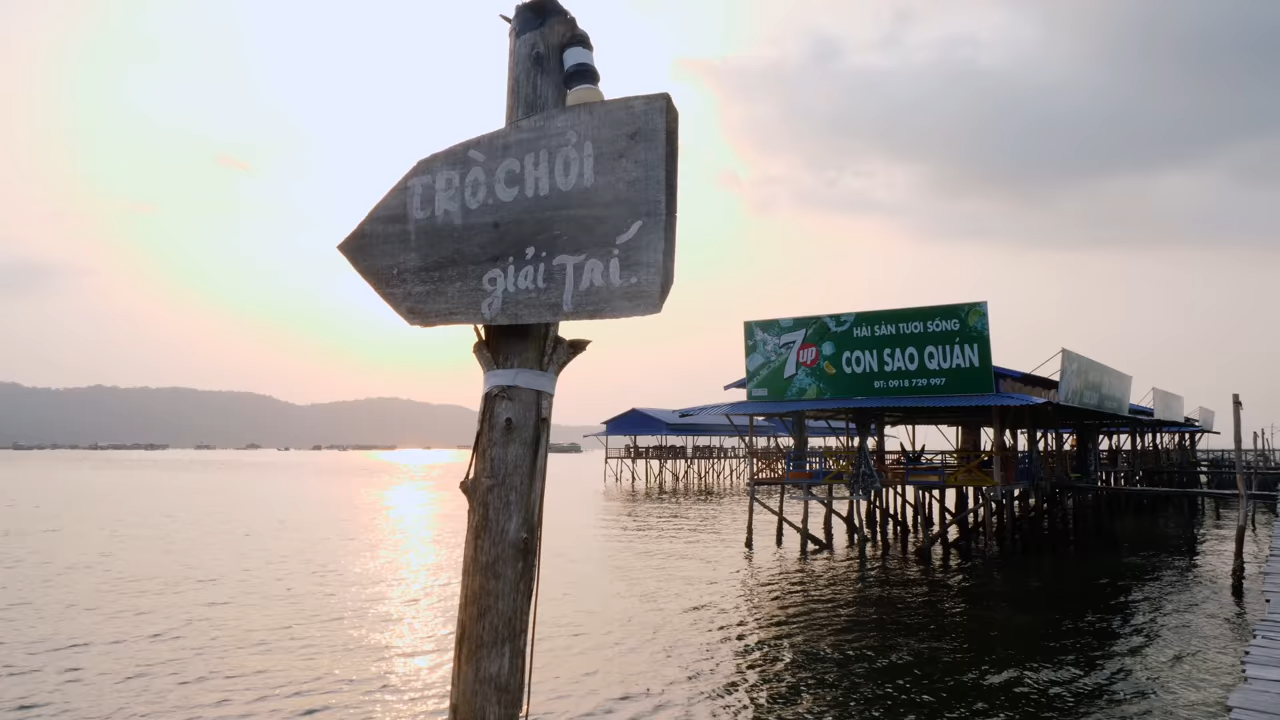 TRÒ CHƠI
giải TRÍ.
7up
HẢI SẢN TƯƠI SỐNG
CON SAO QUÁN
ĐT: 0918 729 997